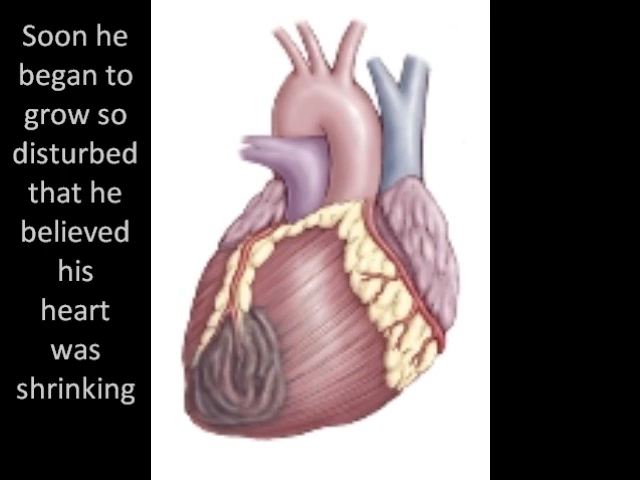 Soon he
began to
grow so
disturbed
that he
believed
his
heart
was
shrinking